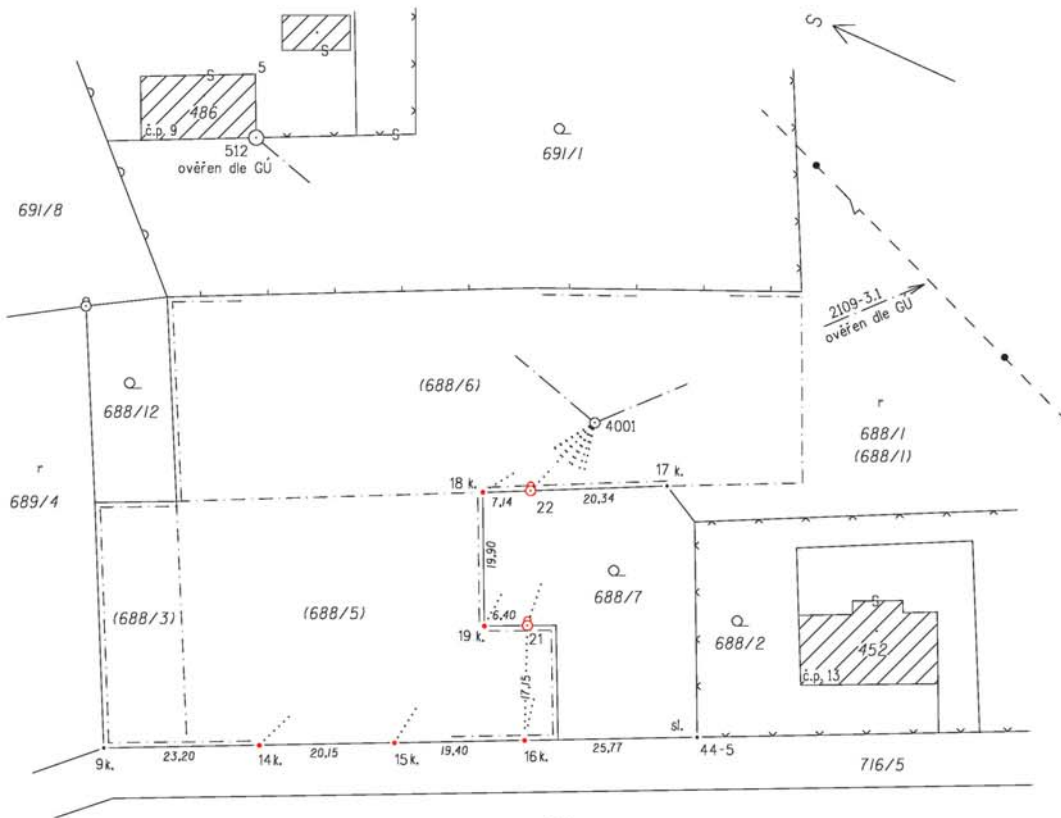 S
S
5
S
486
č.p. 9
S
512
ověřen dle GÚ
691/1
691/8
2109-3.1
ověřen dle GÚ
(688/6)
688/12
4001
r
688/1
(688/1)
r
689/4
18 k.
17 k.
7.14
22
20.34
19.90
688/7
(688/3)
(688/5)
6.40
19 k.
21
688/2
S
452
č.p. 13
17.15
sl.
9 k.
23.20
14 k.
20.15
15 k.
19.40
16 k.
25.77
44-5
716/5